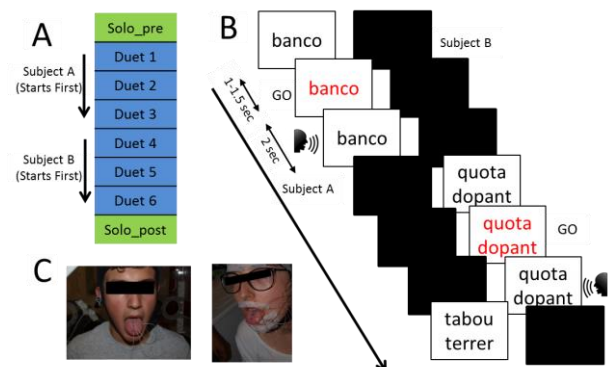 A
Solo_pre
Duet 1
Duet 2
Duet 3
Duet 4
Duet 5
Duet 6
Solo_post
Subject A
(Starts First)
Subject B
(Starts First)
B
banco
Subject B
GO
banco
1-1.5 sec
banco
2 sec
Subject A
quota
dopant
quota
dopant
GO
quota
dopant
tabou
terrer
C